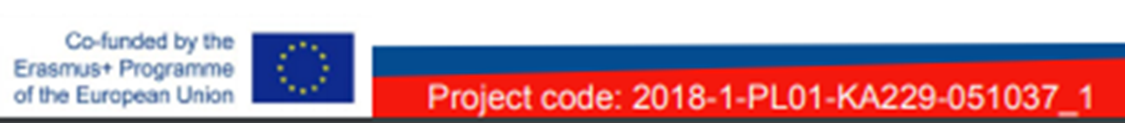 Co-funded by the
Erasmus+ Programme
of the European Union
Project code: 2018-1-PL01-KA229-051037_1